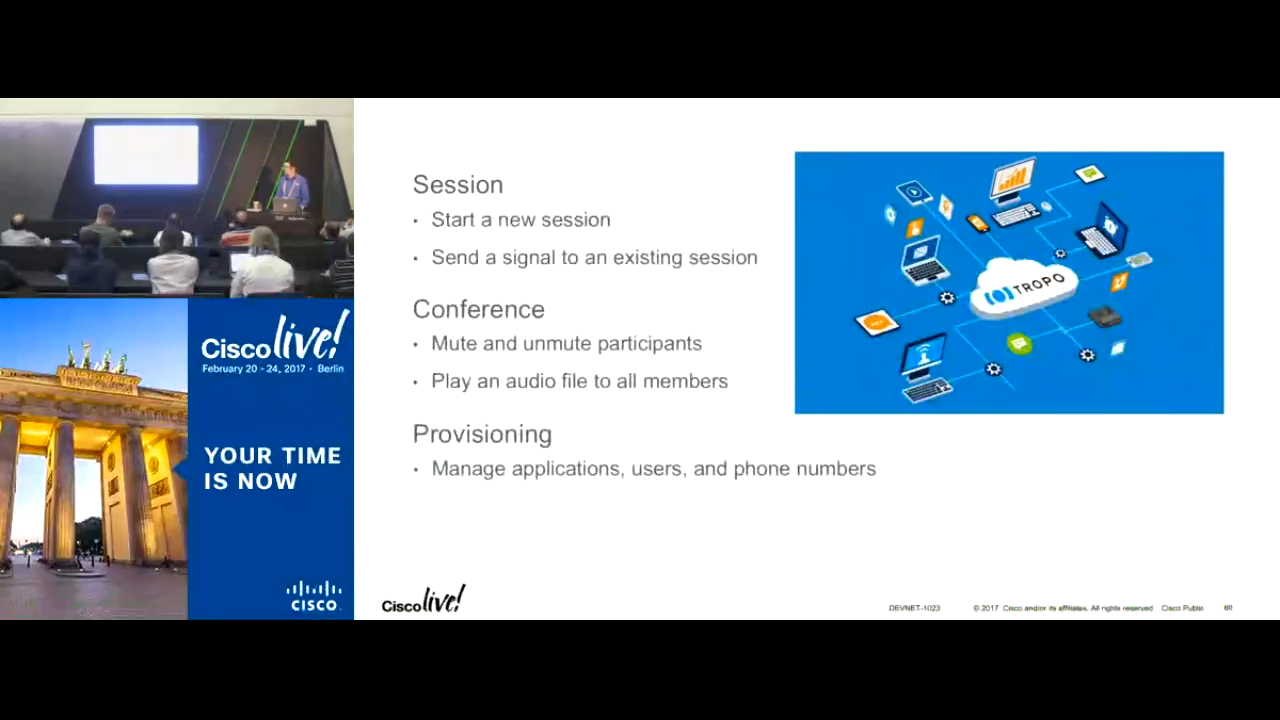 Session
• Start a new session
• Send a signal to an existing session
Conference
• Mute and unmute participants
• Play an audio file to all members
Provisioning
• Manage applications, users, and phone numbers
TROPO
Cisco live!
February 20 - 24, 2017 • Berlin
YOUR TIME
IS NOW
CISCO
Cisco live!
DEVNET-1023
© 2017 Cisco and/or its affiliates. All rights reserved. Cisco Public
60